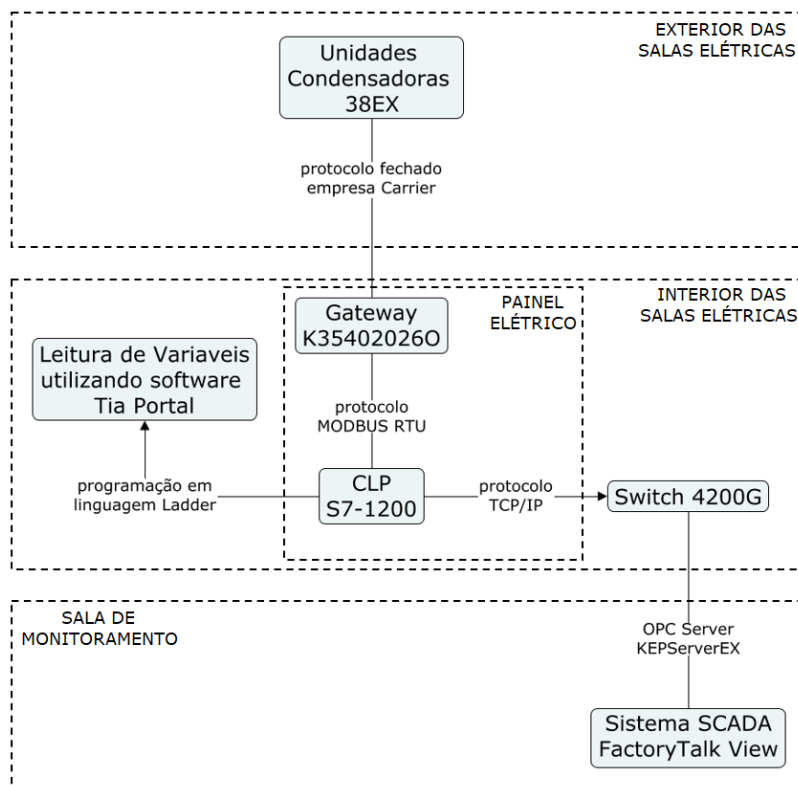 EXTERIOR DAS
SALAS ELÉTRICAS
Unidades
Condensadoras
38EX
protocolo fechado
empresa Carrier
INTERIOR DAS
SALAS ELÉTRICAS
PAINEL
ELÉTRICO
Gateway
K35402026O
Leitura de Variaveis
utilizando software
Tia Portal
protocolo
MODBUS RTU
programação em
linguagem Ladder
CLP
S7-1200
protocolo
TCP/IP
Switch 4200G
SALA DE
MONITORAMENTO
OPC Server
KEPServerEX
Sistema SCADA
FactoryTalk View